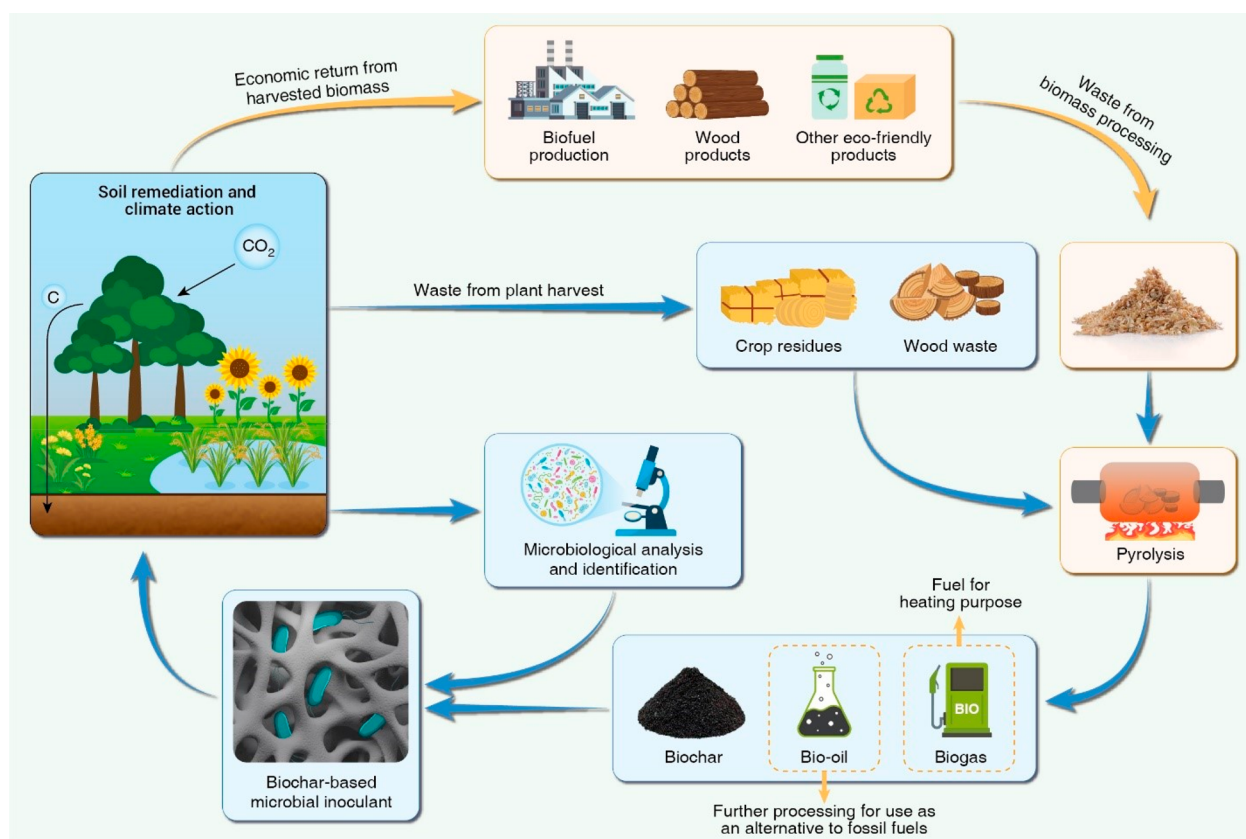 Economic return from
harvested biomass
Biofuel
production
Wood
products
Other eco-friendly
products
Waste from
biomass processing
Soil remediation and
climate action
CO2
C
Waste from plant harvest
Crop residues
Wood waste
Microbiological analysis
and identification
Pyrolysis
Fuel for
heating purpose
BIO
Biochar
Bio-oil
Biogas
Biochar-based
microbial inoculant
Further processing for use as
an alternative to fossil fuels